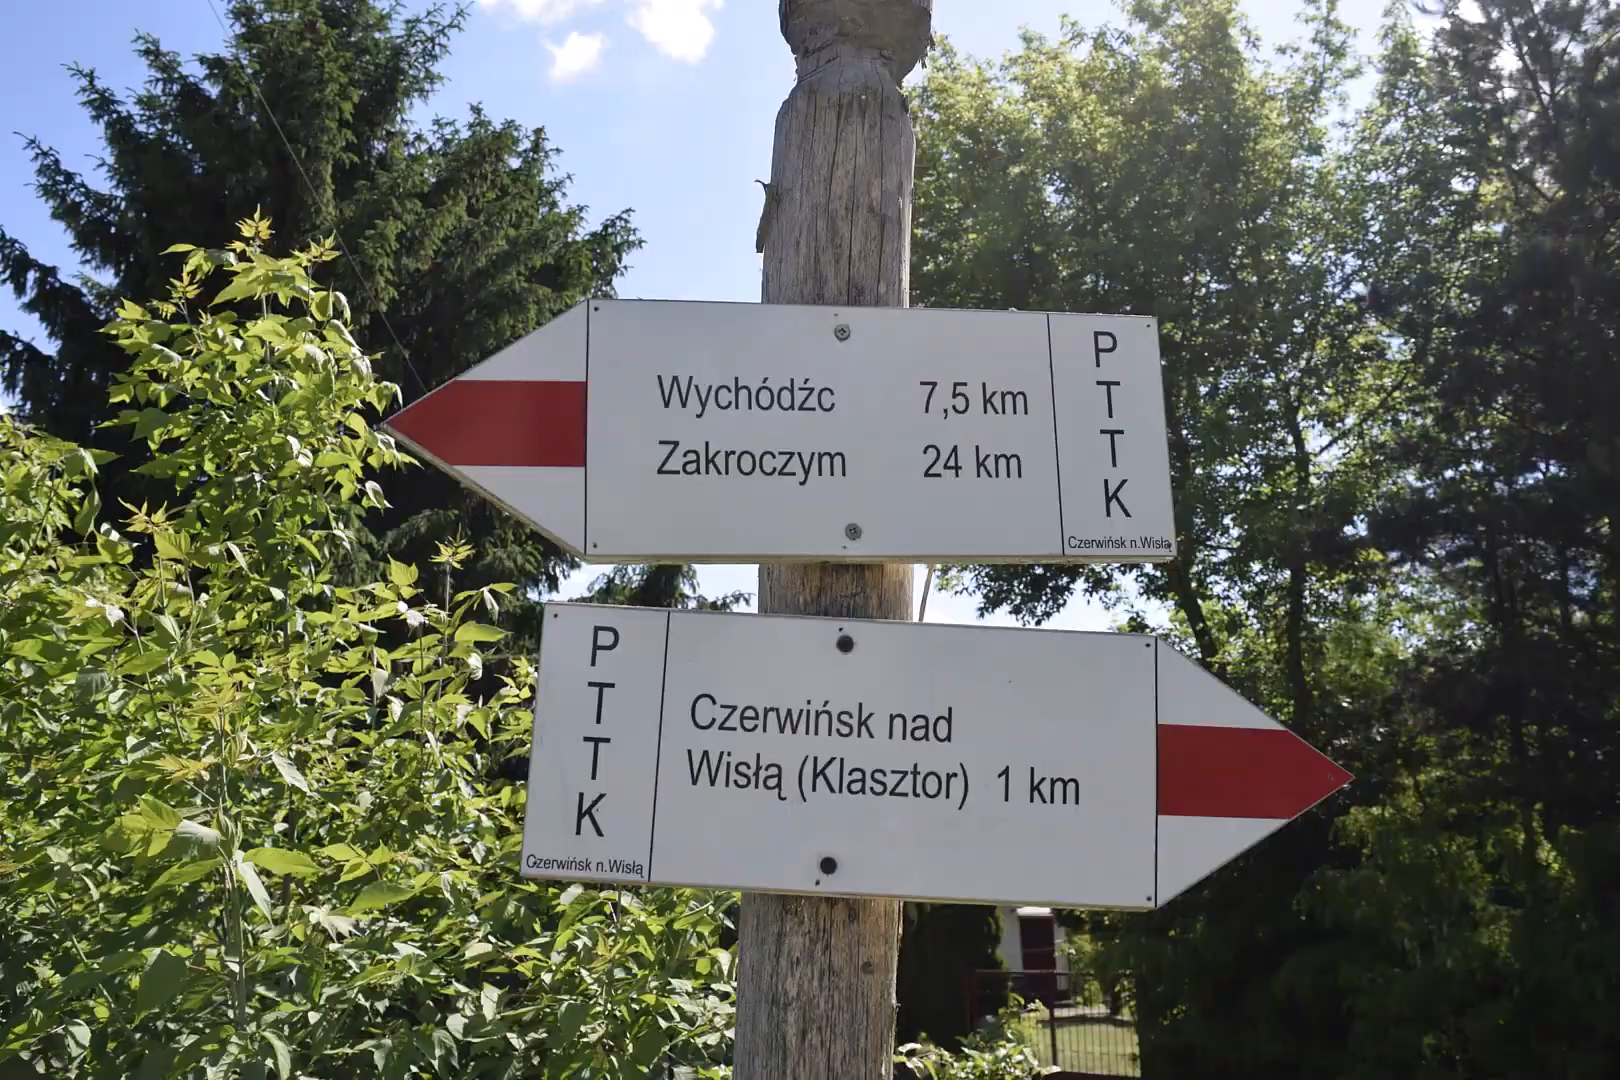 Wychódźc 7,5 km
Zakroczym 24 km
PTTK
Czerwińsk n.Wisłą
PTTK
Czerwińsk n.Wisłą
Czerwińsk nad
Wisłą (Klasztor) 1 km